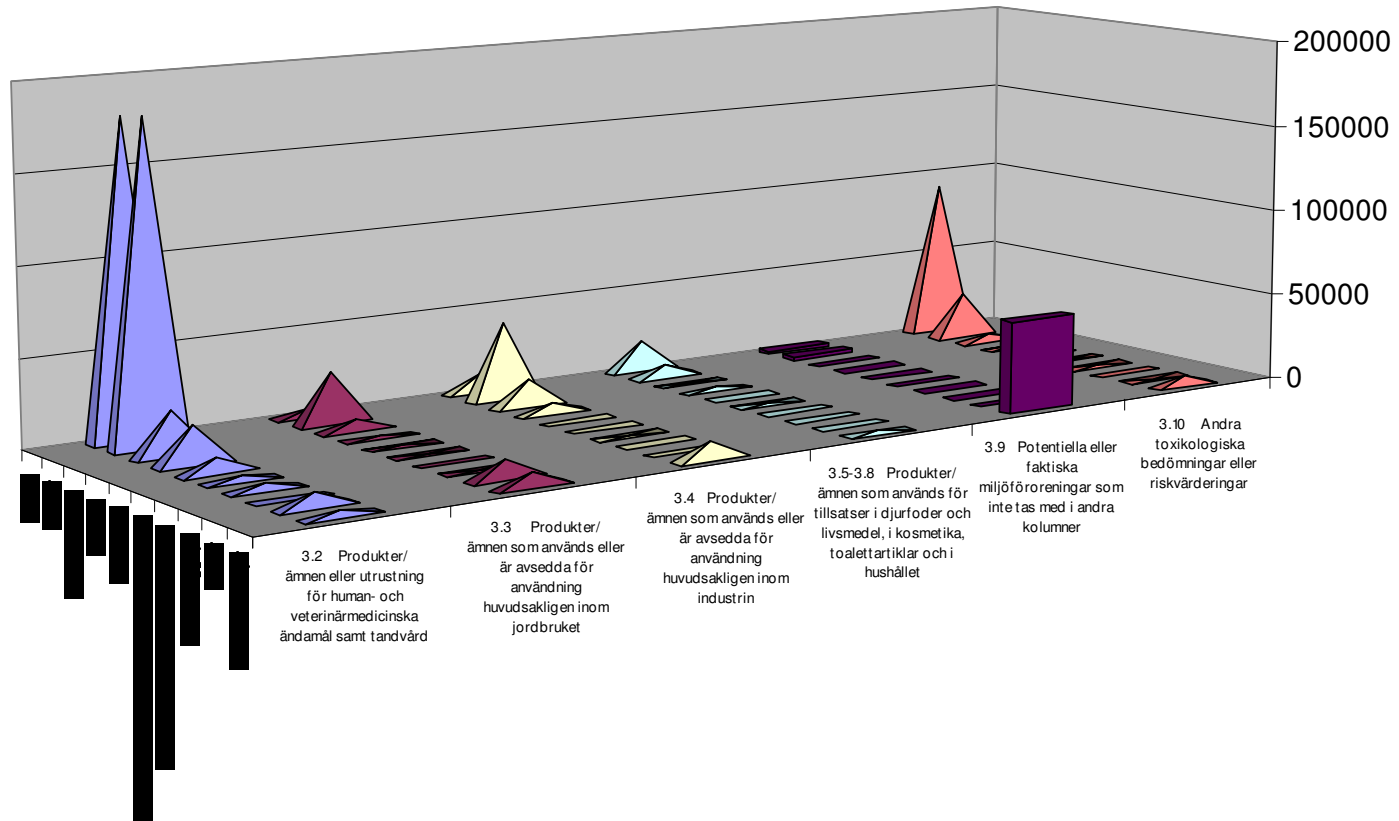 200000
150000
100000
50000
0
3.2 Produkter/
ämnen eller utrustning
för human- och
veterinärmedicinska
ändamål samt tandvård
3.3 Produkter/
ämnen som används eller
är avsedda för
användning
huvudsakligen inom
jordbruket
3.4 Produkter/
ämnen som används eller
är avsedda för
användning
huvudsakligen inom
industrin
3.5-3.8 Produkter/
ämnen som används för
tillsatser i djurfoder och
livsmedel, i kosmetika,
toalettartiklar och i
hushållet
3.9 Potentiella eller
faktiska
miljöföroreningar som
inte tas med i andra
kolumner
3.10 Andra
toxikologiska
bedömningar eller
riskvärderingar